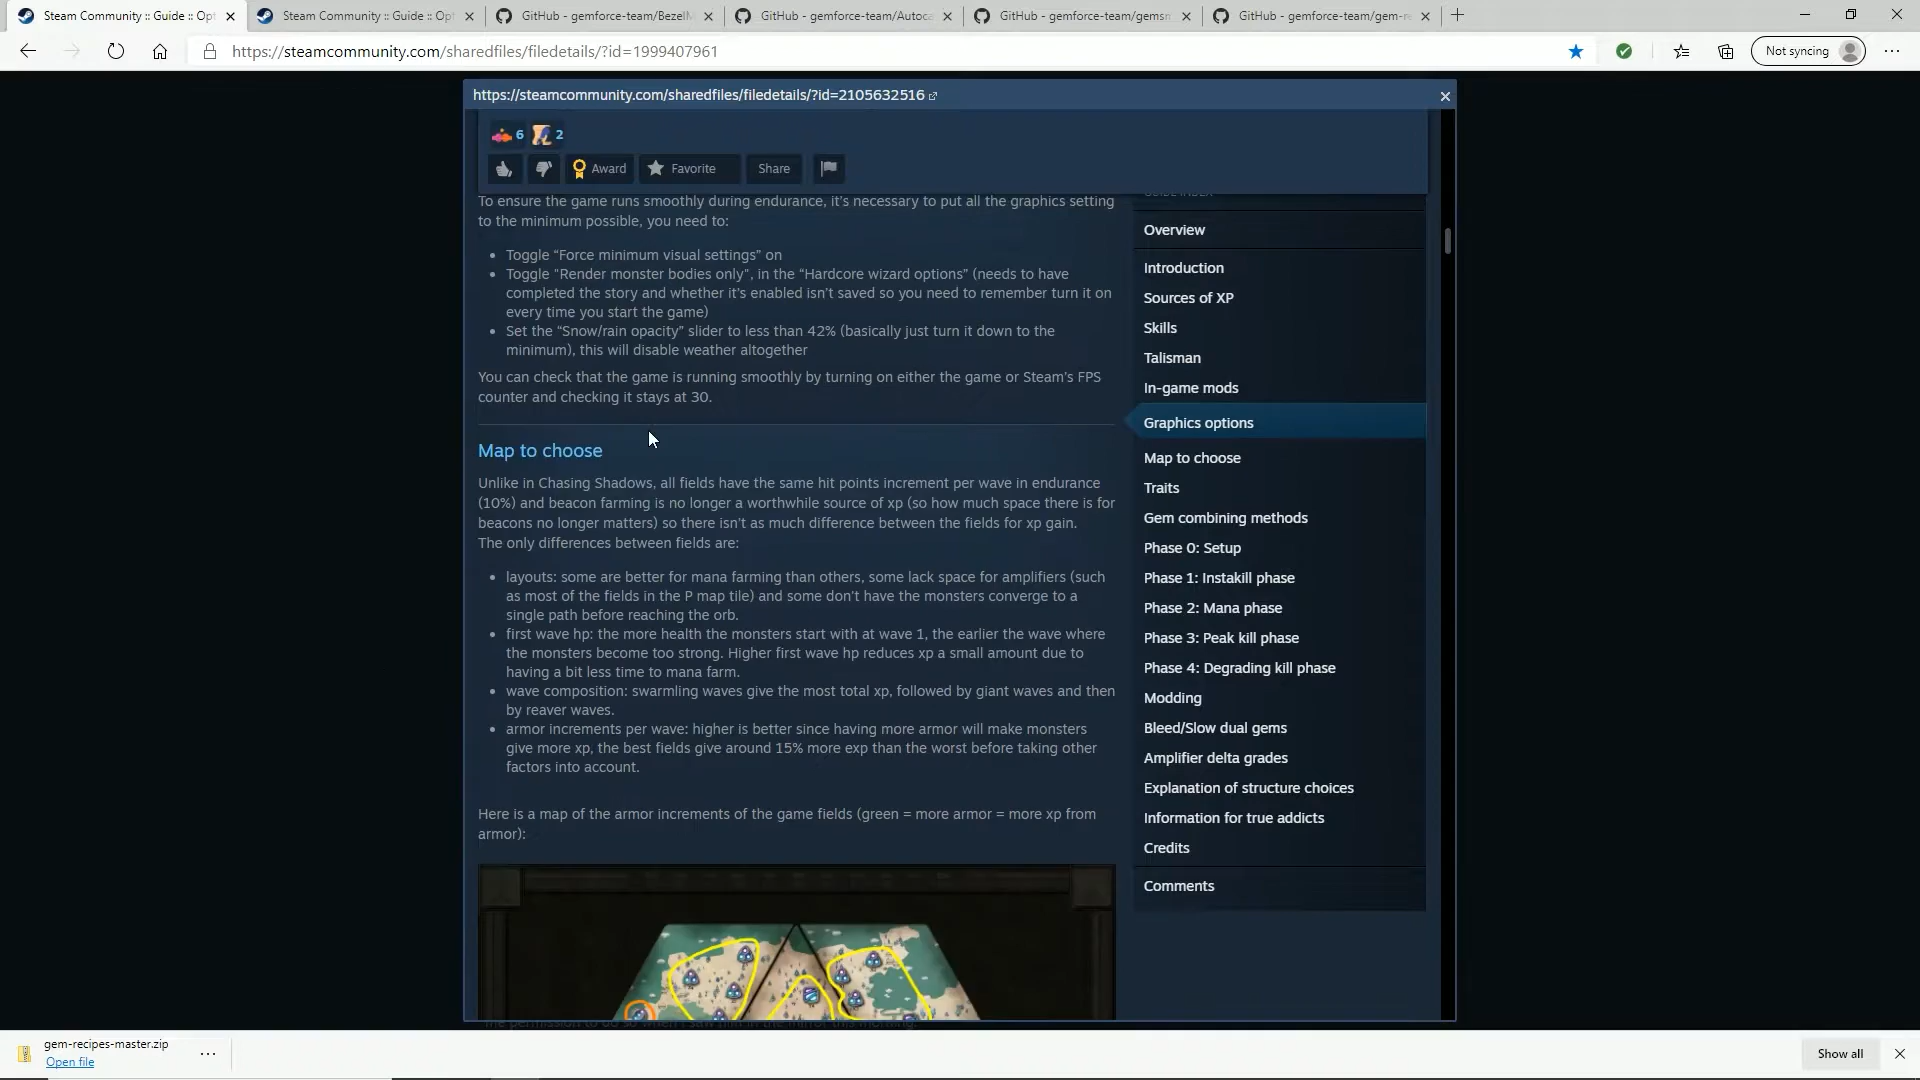 Steam Community :: Guide :: Opt
Steam Community :: Guide :: Opt
GitHub - gemforce-team/BezelM
GitHub - gemforce-team/Autoca
GitHub - gemforce-team/gemsm
GitHub - gemforce-team/gem-re
https://steamcommunity.com/sharedfiles/filedetails/?id=1999407961
Not syncing
https://steamcommunity.com/sharedfiles/filedetails/?id=2105632516
6
2
Award
Favorite
Share
To ensure the game runs smoothly during endurance, it's necessary to put all the graphics setting
to the minimum possible, you need to:
• Toggle “Force minimum visual settings” on
• Toggle “Render monster bodies only”, in the “Hardcore wizard options” (needs to have
completed the story and whether it's enabled isn't saved so you need to remember turn it on
every time you start the game)
• Set the “Snow/rain opacity” slider to less than 42% (basically just turn it down to the
minimum), this will disable weather altogether
You can check that the game is running smoothly by turning on either the game or Steam's FPS
counter and checking it stays at 30.
Map to choose
Unlike in Chasing Shadows, all fields have the same hit points increment per wave in endurance
(10%) and beacon farming is no longer a worthwhile source of xp (so how much space there is for
beacons no longer matters) so there isn't as much difference between the fields for xp gain.
The only differences between fields are:
• layouts: some are better for mana farming than others, some lack space for amplifiers (such
as most of the fields in the P map tile) and some don't have the monsters converge to a
single path before reaching the orb.
• first wave hp: the more health the monsters start with at wave 1, the earlier the wave where
the monsters become too strong. Higher first wave hp reduces xp a small amount due to
having a bit less time to mana farm.
• wave composition: swarmling waves give the most total xp, followed by giant waves and then
by reaver waves.
• armor increments per wave: higher is better since having more armor will make monsters
give more xp, the best fields give around 15% more exp than the worst before taking other
factors into account.
Here is a map of the armor increments of the game fields (green = more armor = more xp from
armor):
GUIDE INDEX
Overview
Introduction
Sources of XP
Skills
Talisman
In-game mods
Graphics options
Map to choose
Traits
Gem combining methods
Phase 0: Setup
Phase 1: Instakill phase
Phase 2: Mana phase
Phase 3: Peak kill phase
Phase 4: Degrading kill phase
Modding
Bleed/Slow dual gems
Amplifier delta grades
Explanation of structure choices
Information for true addicts
Credits
Comments
gem-recipes-master.zip
Open file
Show all